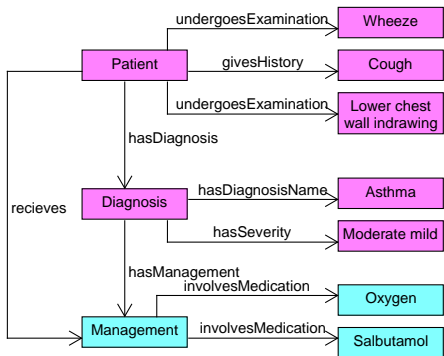 undergoesExamination
Wheeze
Patient
givesHistory
Cough
undergoesExamination
Lower chest
wall indrawing
hasDiagnosis
hasDiagnosisName
Asthma
Diagnosis
recieves
hasSeverity
Moderate mild
hasManagement
involvesMedication
Oxygen
Management
involvesMedication
Salbutamol